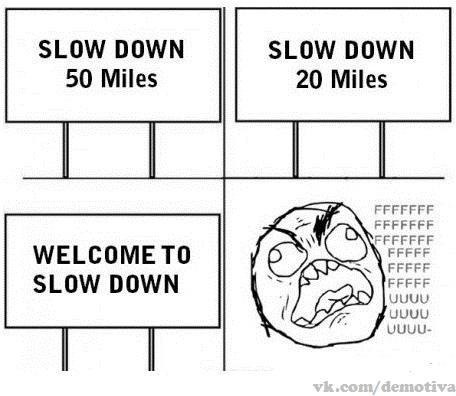 SLOW DOWN
50 Miles
SLOW DOWN
20 Miles
WELCOME TO
SLOW DOWN
FFFFFFF
FFFFFFF
FFFFFFF
FFFFF
FFFFF
FFFFF
UUUU
UUUU
UUUU-
vk.com/demotiva